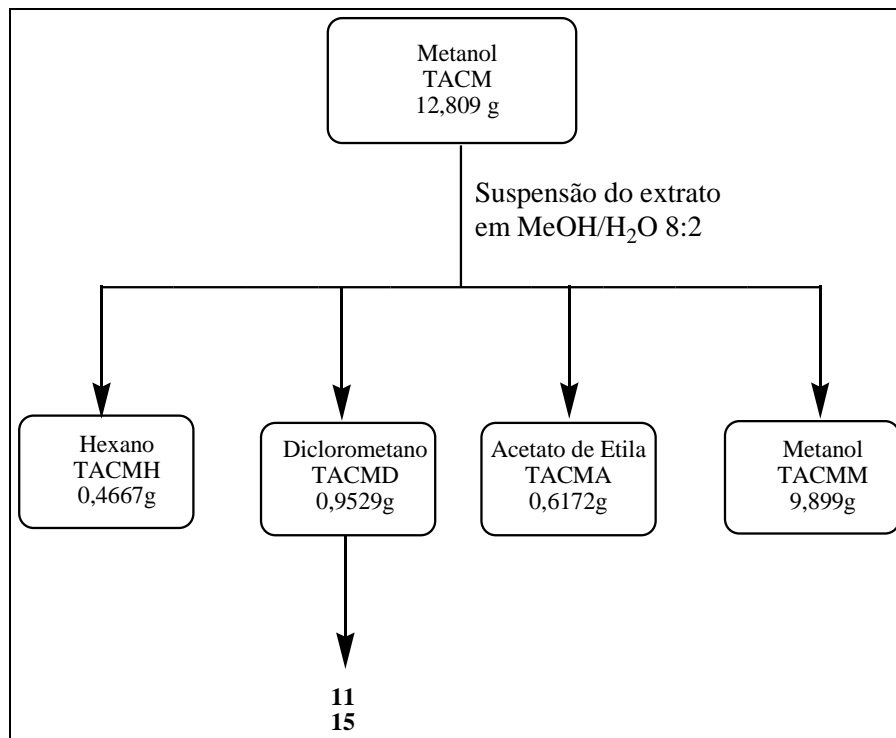 Metanol
TACM
12,809 g
Suspensão do extrato
em MeOH/H₂O 8:2
Hexano
TACMH
0,4667g
Diclorometano
TACMD
0,9529g
Acetato de Etila
TACMA
0,6172g
Metanol
TACMM
9,899g
11
15